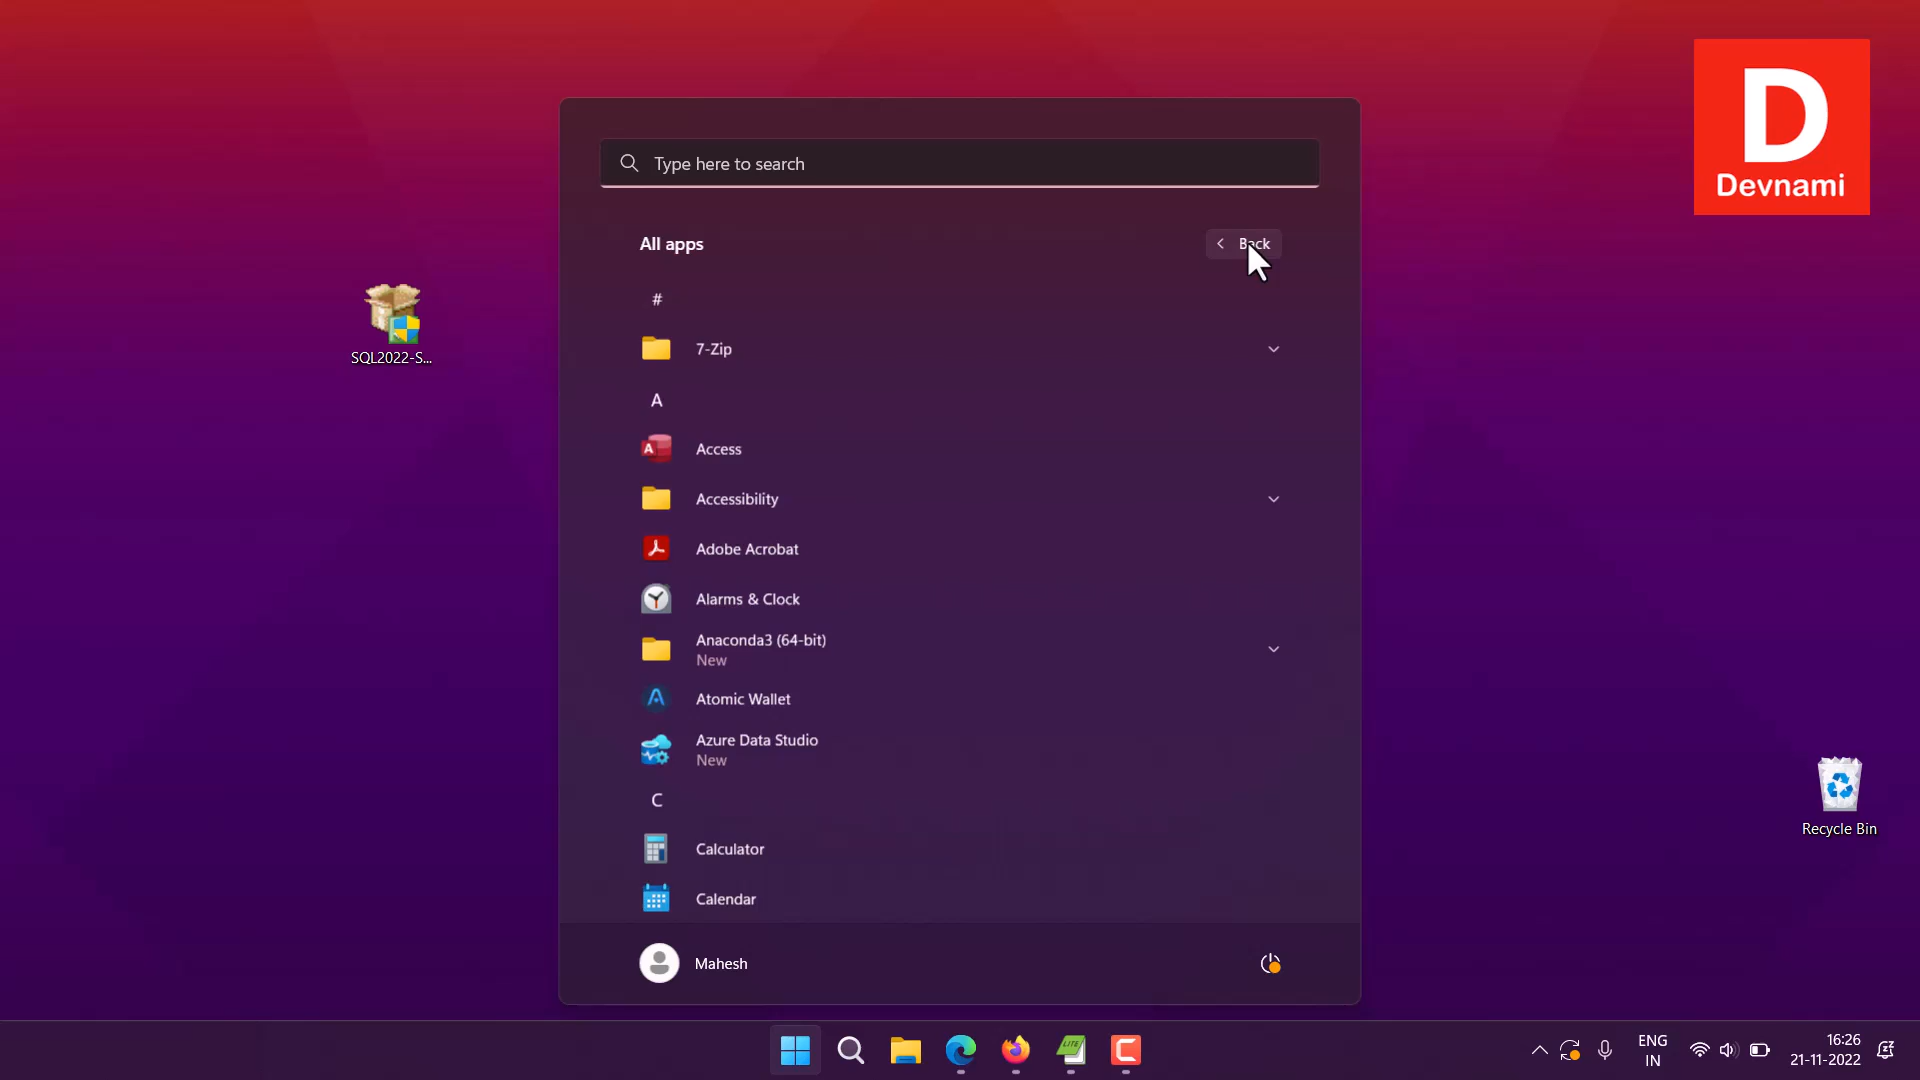 D
Devnami
Type here to search
All apps
Back
#
7-Zip
A
Access
Accessibility
Adobe Acrobat
Alarms & Clock
Anaconda3 (64-bit)
New
Atomic Wallet
Azure Data Studio
New
C
Calculator
Calendar
Mahesh
SQL2022-S...
Recycle Bin
LITE
ENG
IN
16:26
21-11-2022